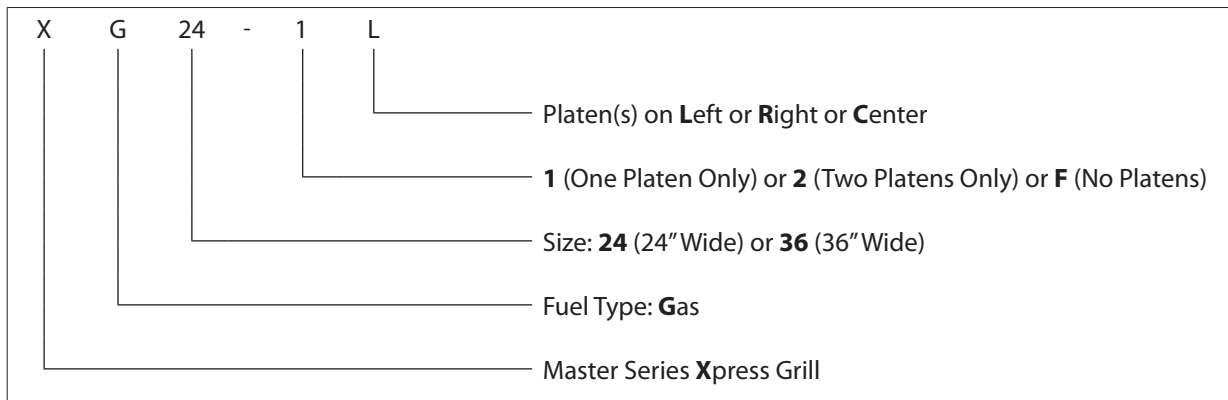 X G 24 - 1 L
Platen(s) on Left or Right or Center
1 (One Platen Only) or 2 (Two Platens Only) or F (No Platens)
Size: 24 (24" Wide) or 36 (36" Wide)
Fuel Type: Gas
Master Series Xpress Grill